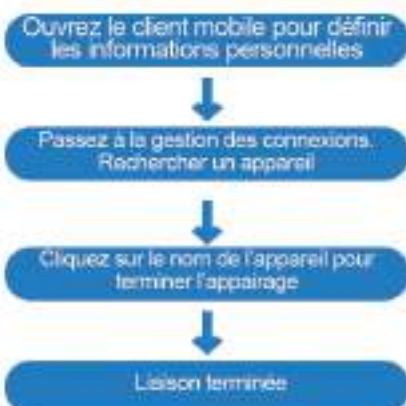 Ouvrez le client mobile pour définir
les informations personnelles
Passez à la gestion des connexions.
Rechercher un appareil
Cliquez sur le nom de l'appareil pour
terminer l'appairage
Liaison terminée